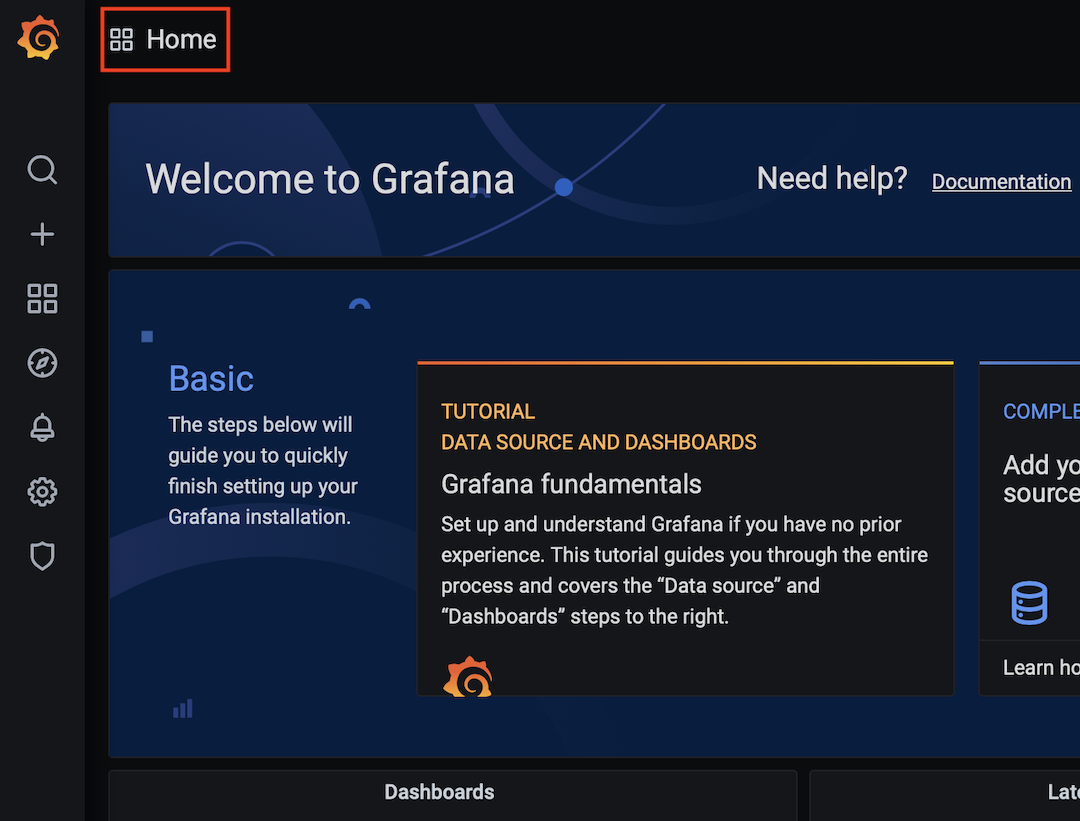 Home
Welcome to Grafana
Need help?
Documentation
Basic
The steps below will
guide you to quickly
finish setting up your
Grafana installation.
TUTORIAL
DATA SOURCE AND DASHBOARDS
Grafana fundamentals
Set up and understand Grafana if you have no prior
experience. This tutorial guides you through the entire
process and covers the “Data source” and
“Dashboards” steps to the right.
COMPLE
Add yo
source
Learn ho
Dashboards
Late